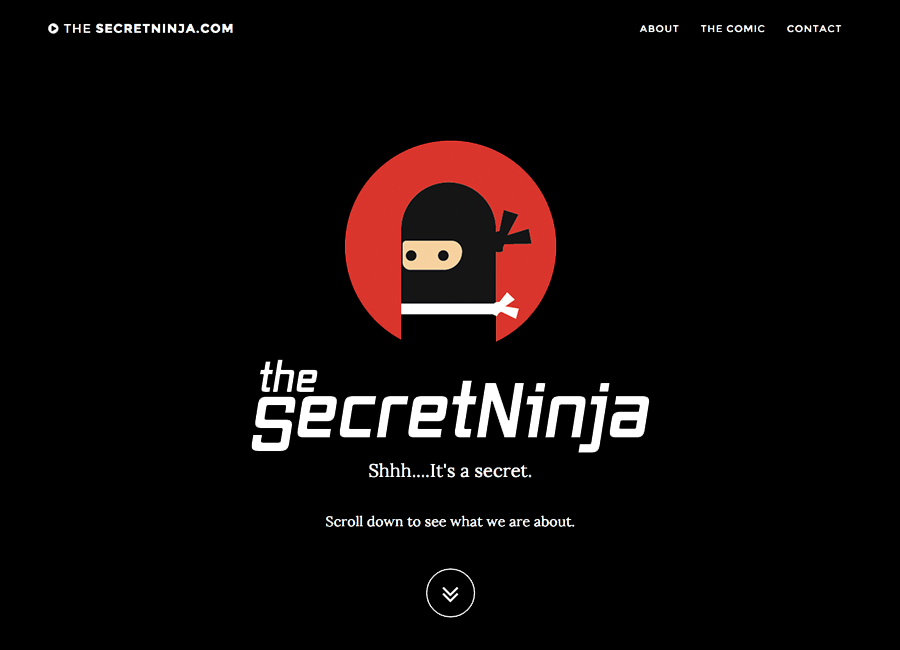 THE SECRETNINJA.COM
ABOUT THE COMIC CONTACT
the
secretNinja
Shhh....It's a secret.
Scroll down to see what we are about.